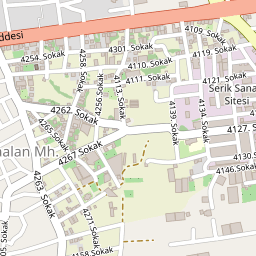 ddesi
4109. Sokak
4301. Sokak
4254. Sokak
4258. Sokak
4110. Sokak
4119. Sokak
4111. Sokak
4113. Sokak
4121. Sokak
Serik Sana
Sitesi
4256 Sokak
4262 Sokak
4139. Sokak
4134. Sokak
4127.
4265. Sokak
alan Mh.
4267 Sokak
4130.
4146. Sokak
4263. Sokak
4271. Sokak
4158. Sokak
Sokak